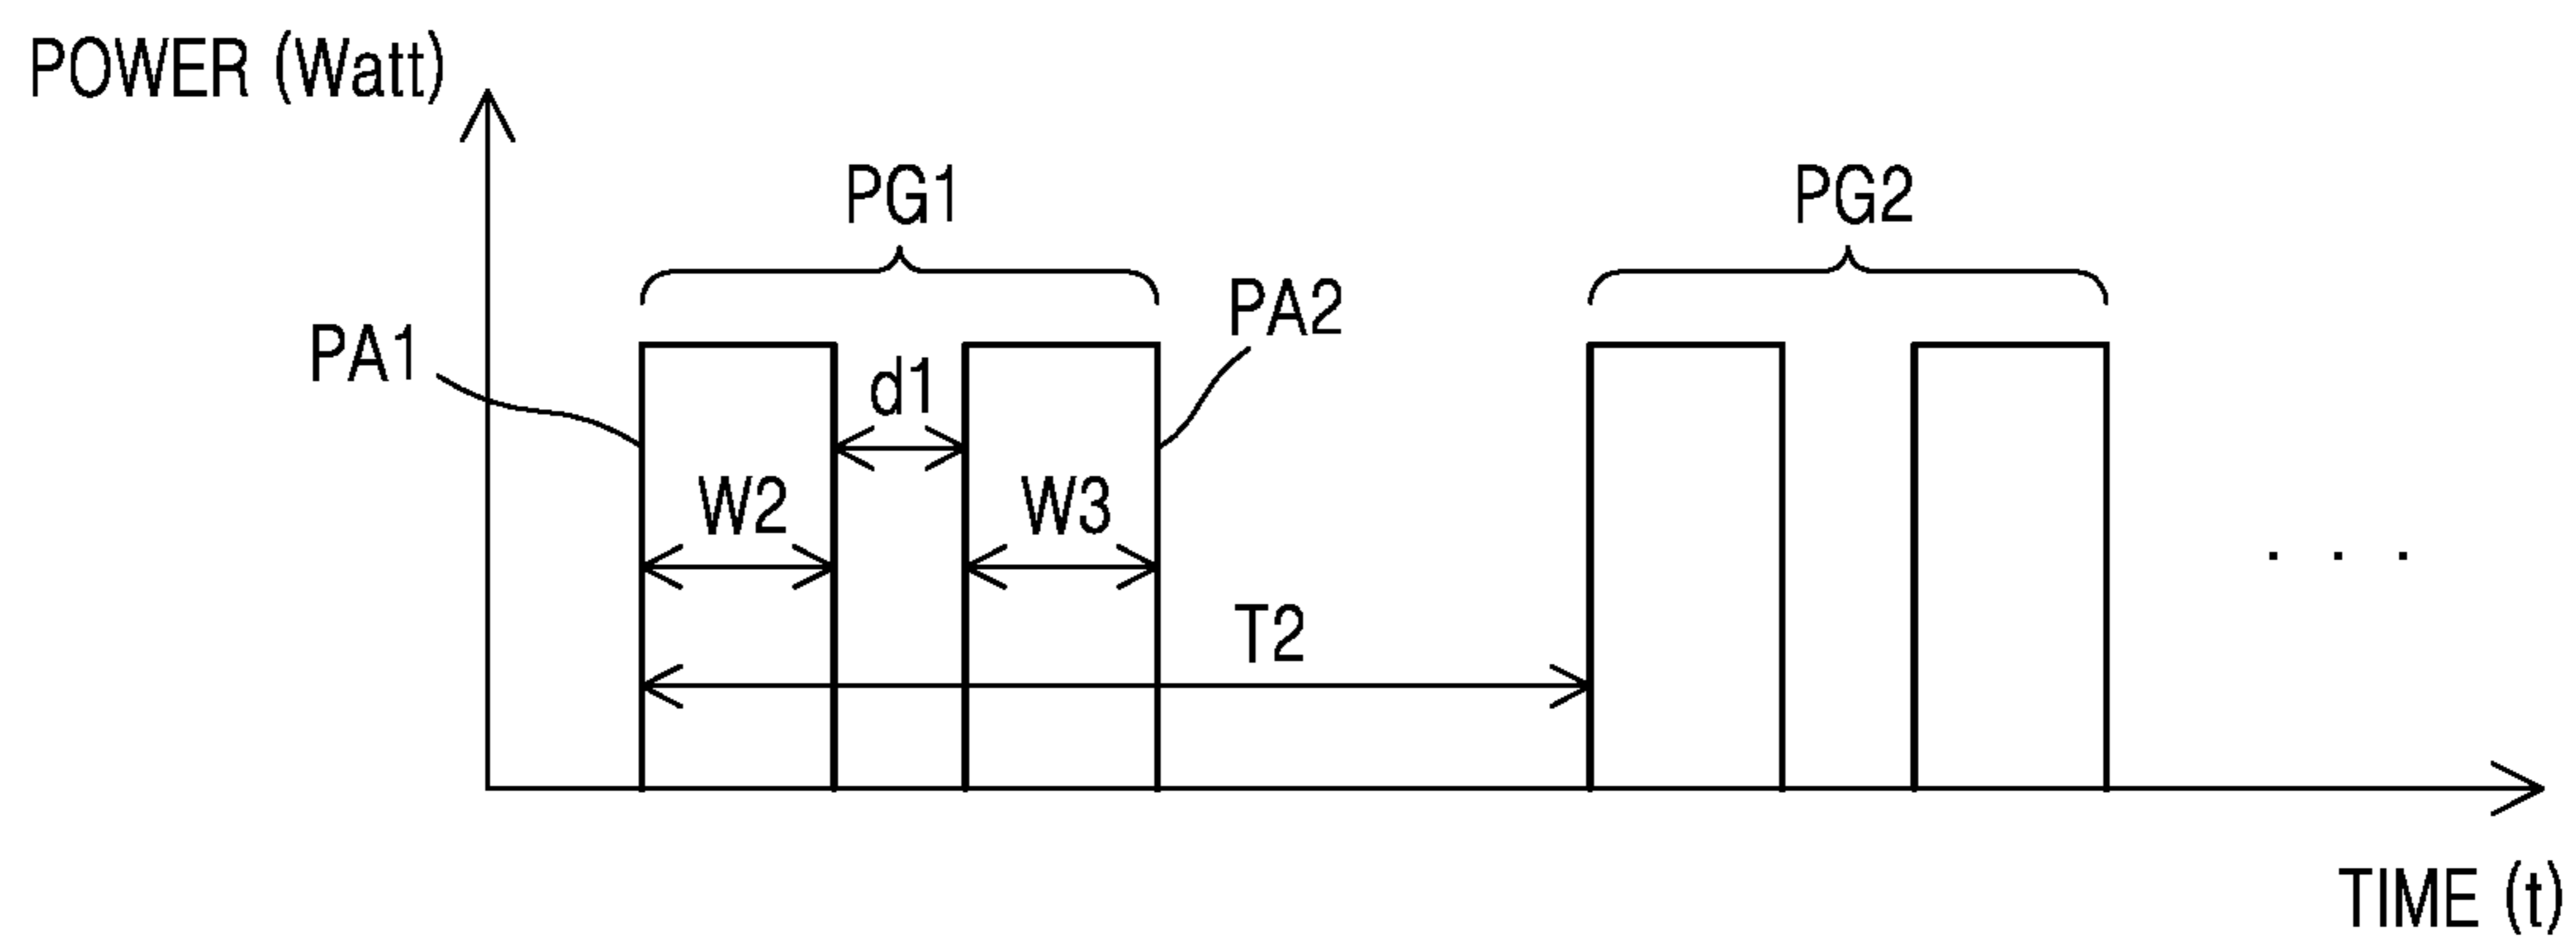 POWER (Watt)
PG1
PG2
PA1
PA2
d1
W2
W3
T2
. . .
TIME (t)